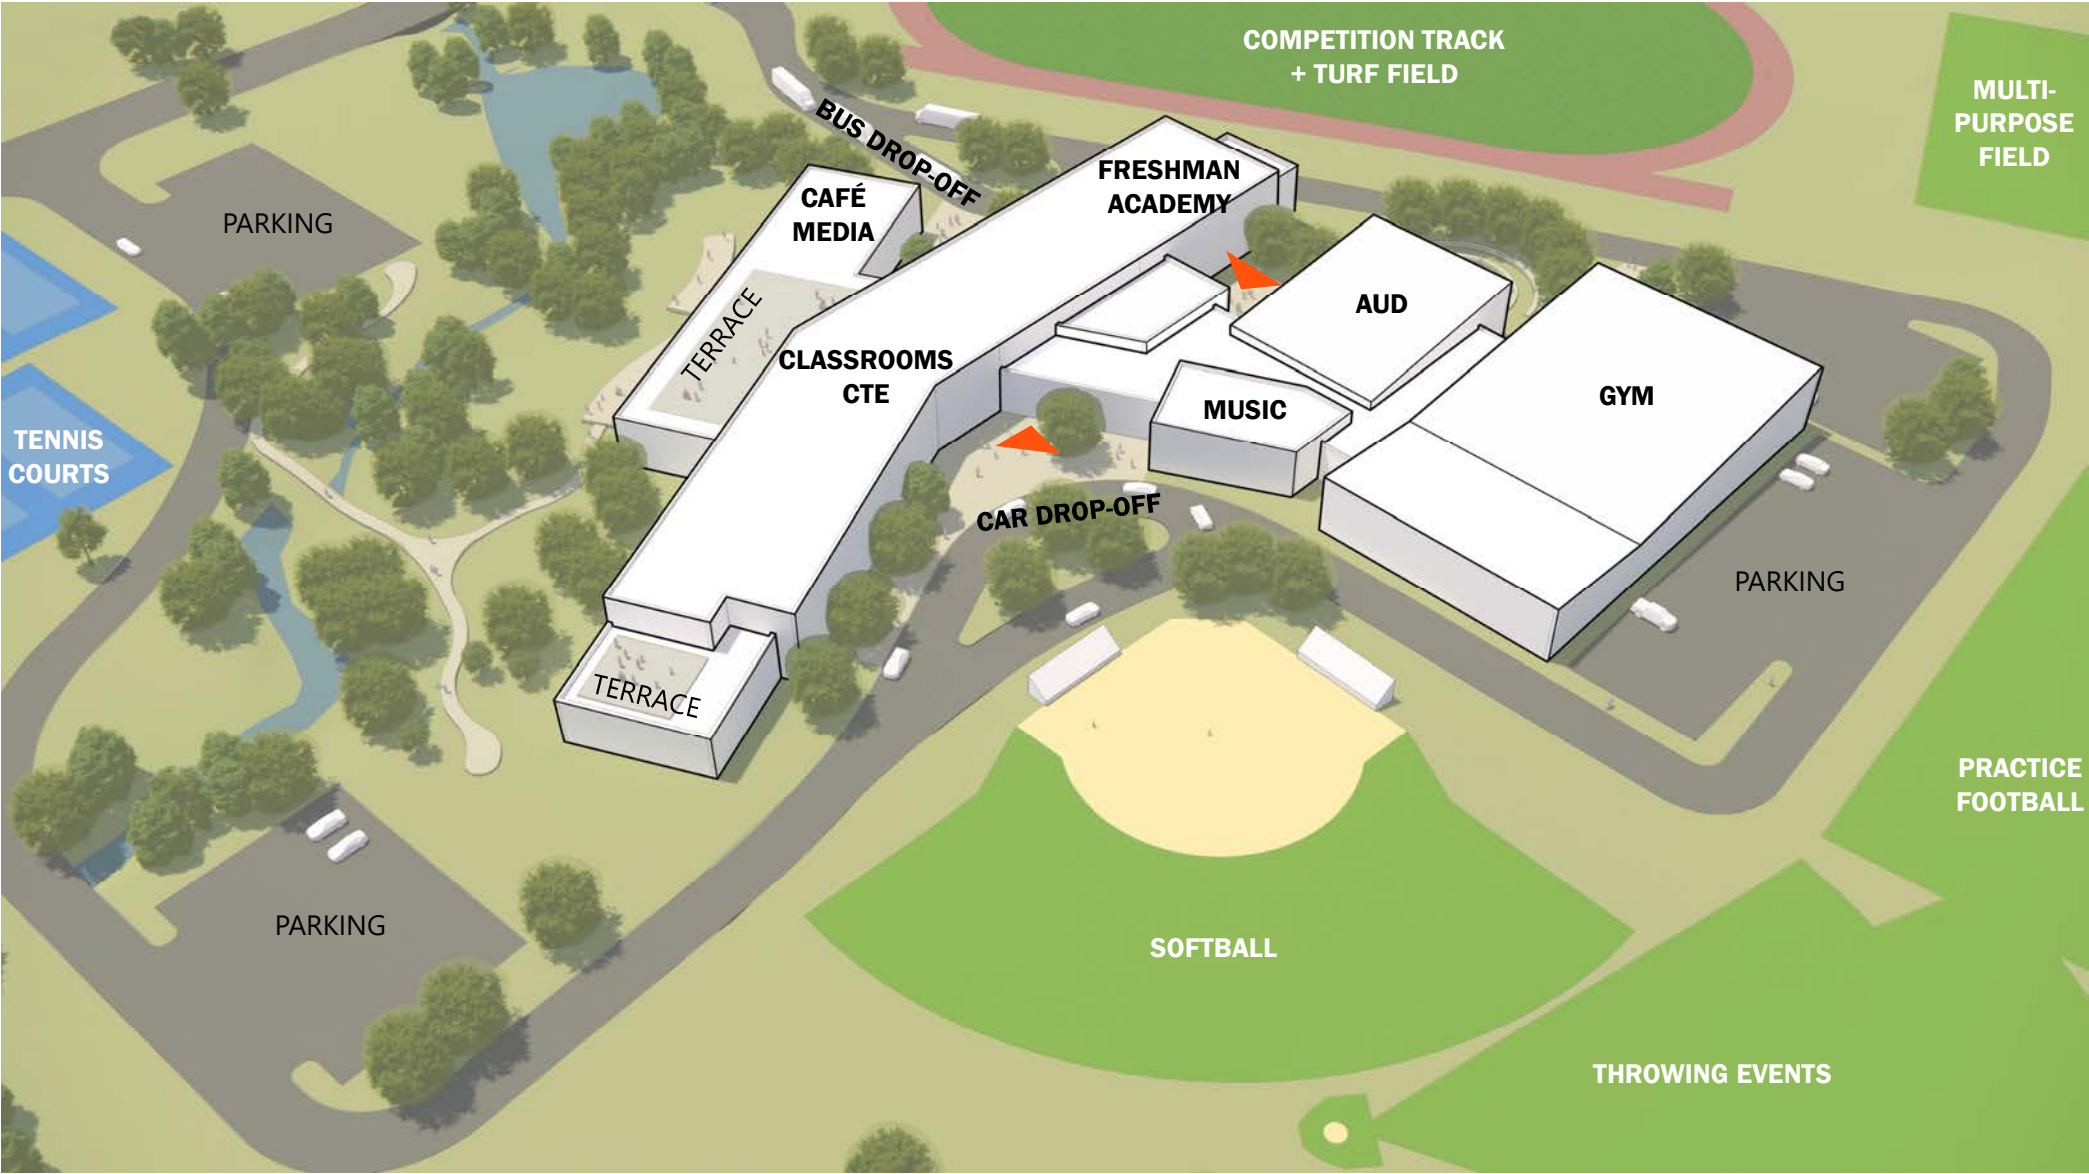 COMPETITION TRACK
+ TURF FIELD
MULTI-
PURPOSE
FIELD
BUS DROP-OFF
FRESHMAN
ACADEMY
CAFÉ
MEDIA
PARKING
TERRACE
AUD
CLASSROOMS
CTE
MUSIC
GYM
TENNIS
COURTS
CAR DROP-OFF
PARKING
TERRACE
PRACTICE
FOOTBALL
PARKING
SOFTBALL
THROWING EVENTS